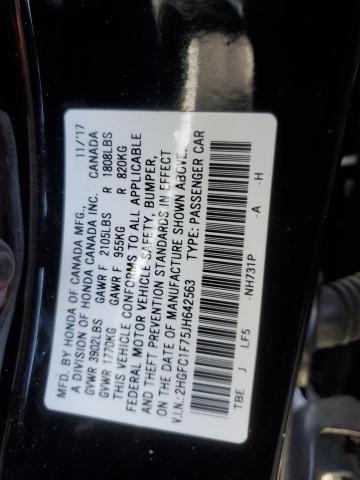 MFD. BY HONDA OF CANADA MFG., 11/'17
A DIVISION OF HONDA CANADA INC. CANADA
GVWR 3902LBS GAWR F 2105LBS R 1808LBS
GVWR 1770KG GAWR F 955KG R 820KG
THIS VEHICLE CONFORMS TO ALL APPLICABLE
FEDERAL MOTOR VEHICLE SAFETY, BUMPER,
AND THEFT PREVENTION STANDARDS IN EFFECT
ON THE DATE OF MANUFACTURE SHOWN ABOVE.
V.I.N.: 2HGFC1F75JH642563 TYPE: PASSENGER CAR
TBE J LF5 -NH731P -A -H